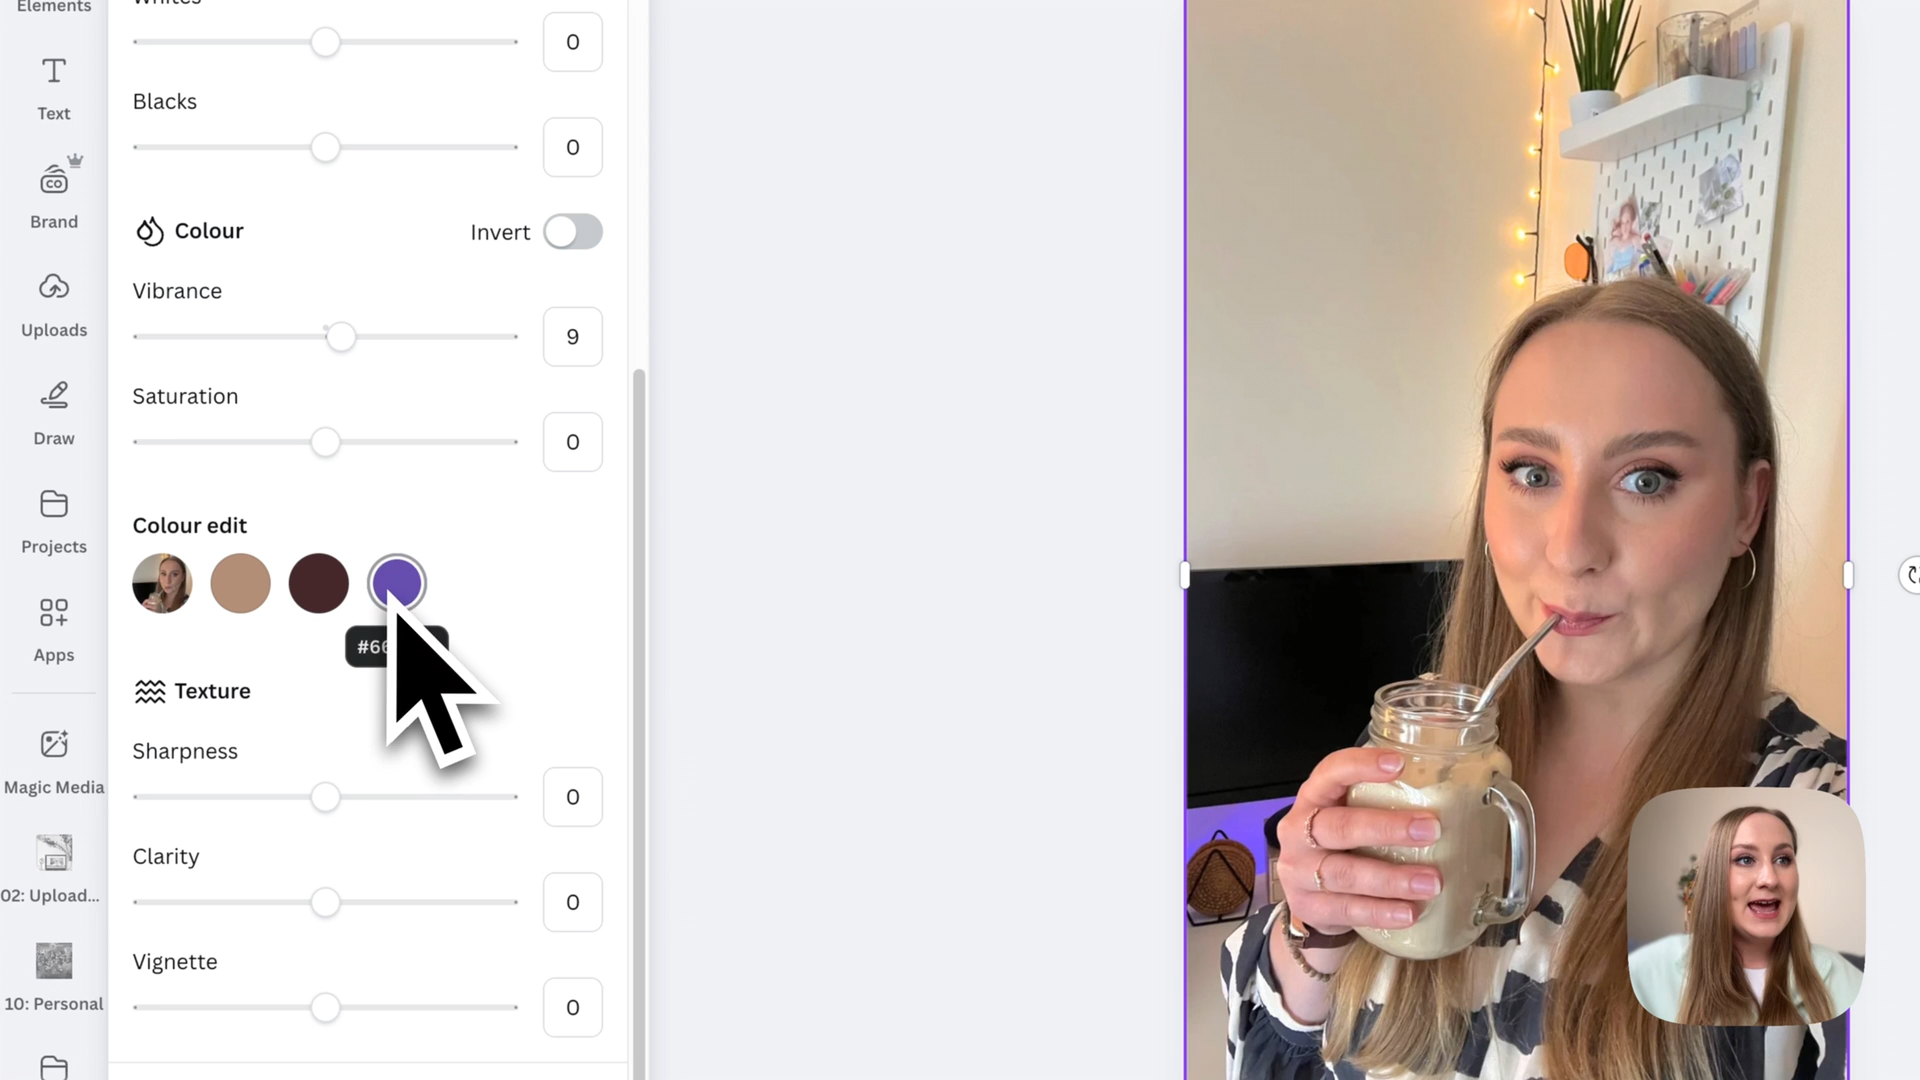 Elements
Text
Brand
Uploads
Draw
Projects
Apps
Magic Media
02: Upload...
10: Personal
Whites
0
Blacks
0
Colour
Invert
Vibrance
9
Saturation
0
Colour edit
Texture
Sharpness
0
Clarity
0
Vignette
0